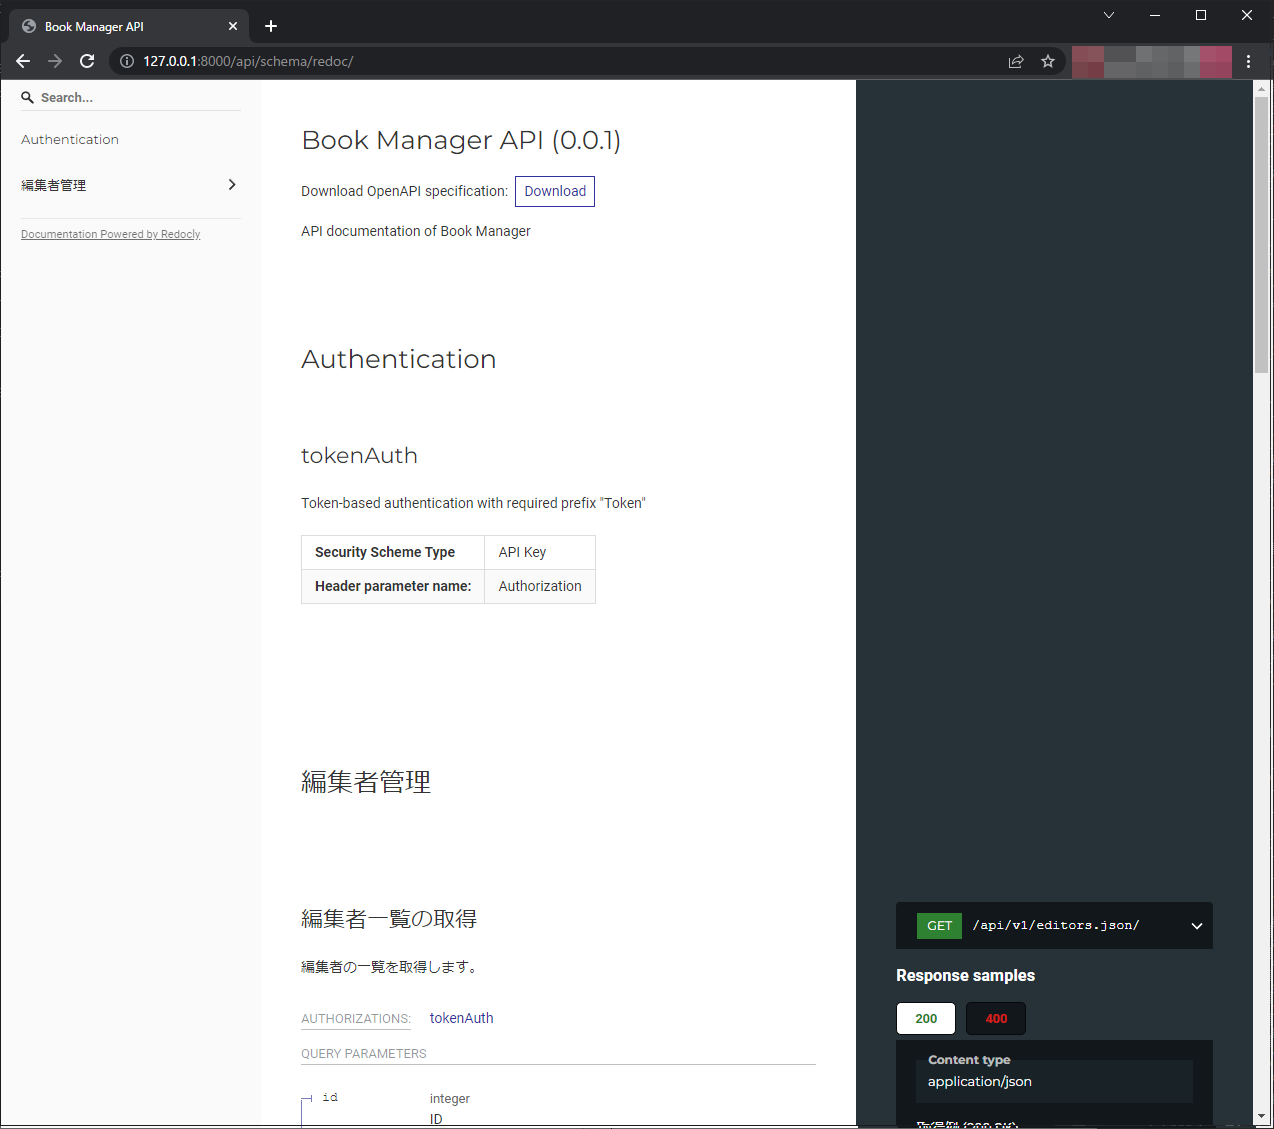 Book Manager API
127.0.0.1:8000/api/schema/redoc/
Search...
Authentication
編集者管理
Documentation Powered by Redocly
Book Manager API (0.0.1)
Download OpenAPI specification: Download
API documentation of Book Manager
Authentication
tokenAuth
Token-based authentication with required prefix "Token"
Security Scheme Type API Key
Header parameter name: Authorization
編集者管理
編集者一覧の取得
編集者の一覧を取得します。
AUTHORIZATIONS: tokenAuth
QUERY PARAMETERS
id integer
ID
GET /api/v1/editors.json/
Response samples
200 400
Content type
application/json